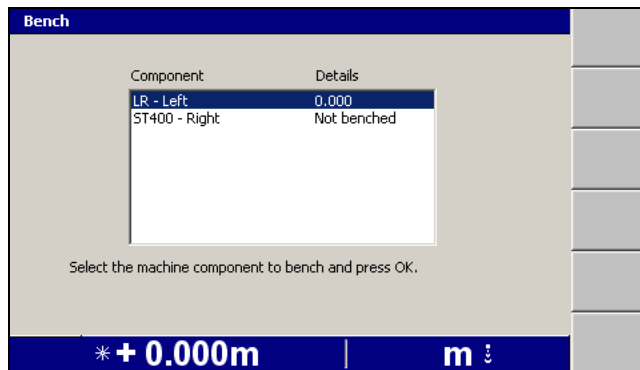 Bench
Component Details
LR - Left 0.000
ST400 - Right Not benched
Select the machine component to bench and press OK.
+ 0.000m m